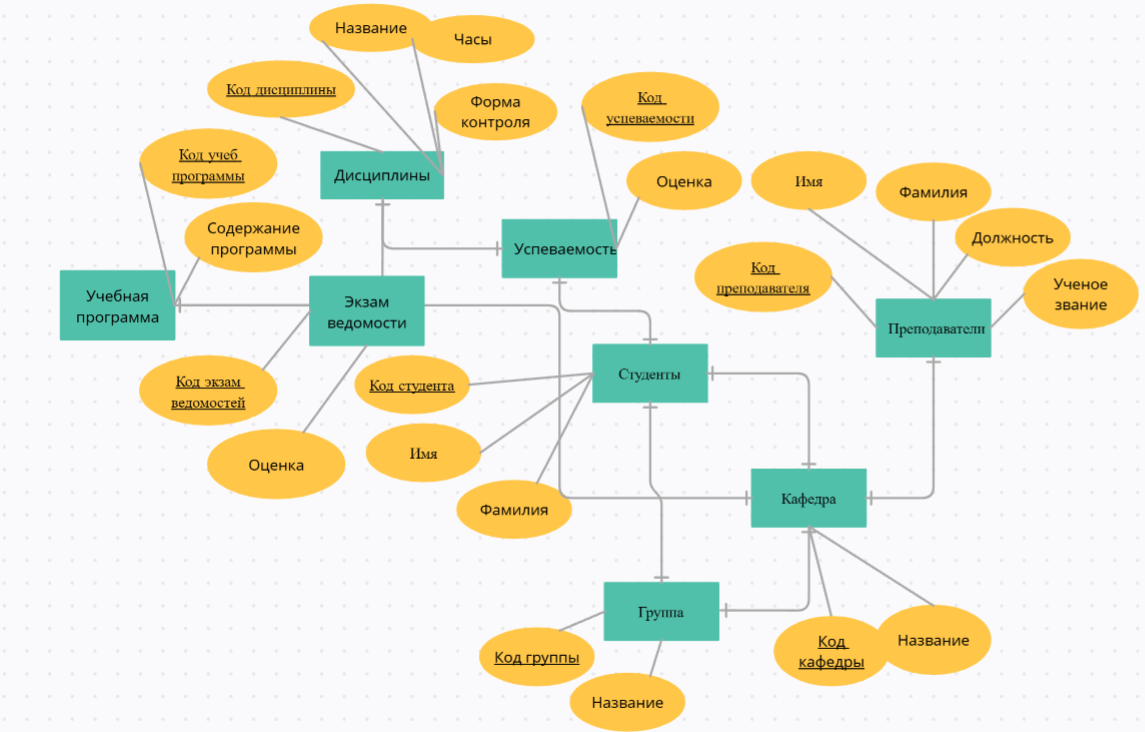 Название
Часы
Код дисциплины
Форма
контроля
Код
успеваемости
Код учеб
программы
Дисциплины
Оценка
Имя
Фамилия
Содержание
программы
Успеваемость
Должность
Код
преподавателя
Ученое
звание
Учебная
программа
Экзам
ведомости
Преподаватели
Код экзам
ведомостей
Код студента
Студенты
Имя
Оценка
Фамилия
Кафедра
Группа
Код группы
Код
кафедры
Название
Название